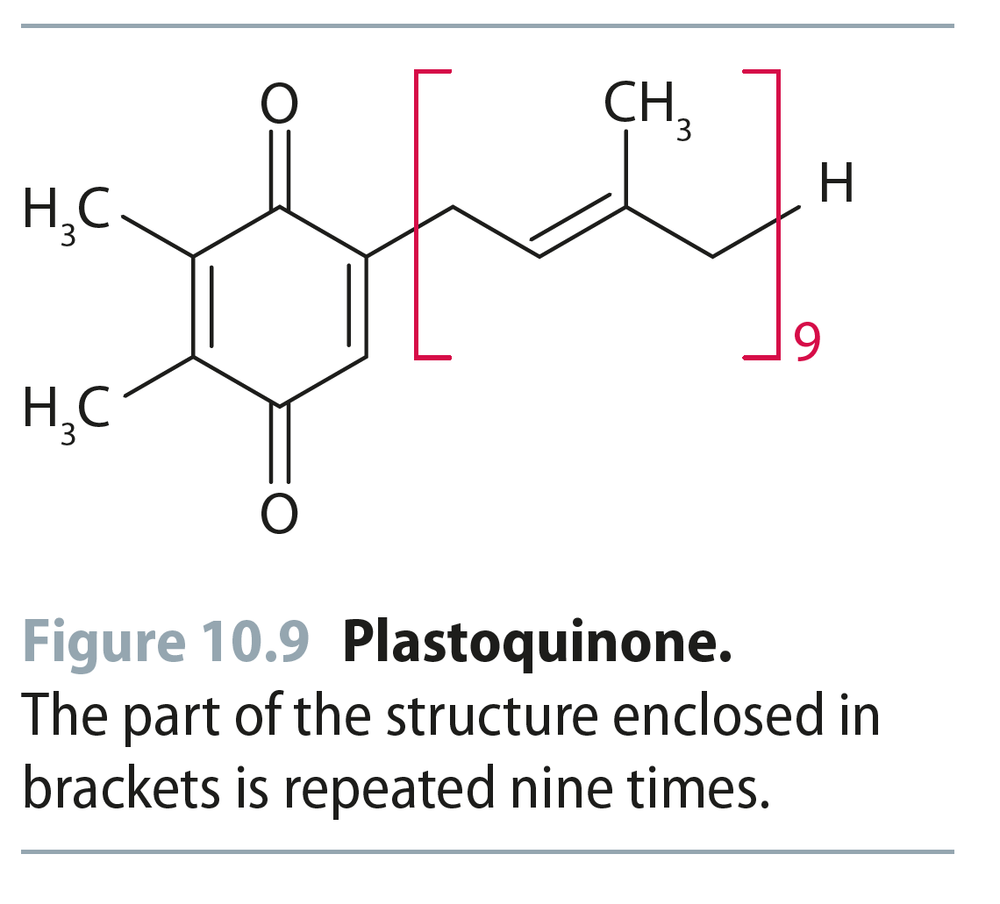 O
CH₃
H
H₃C
9
H₃C
O
Figure 10.9 Plastoquinone.
The part of the structure enclosed in
brackets is repeated nine times.